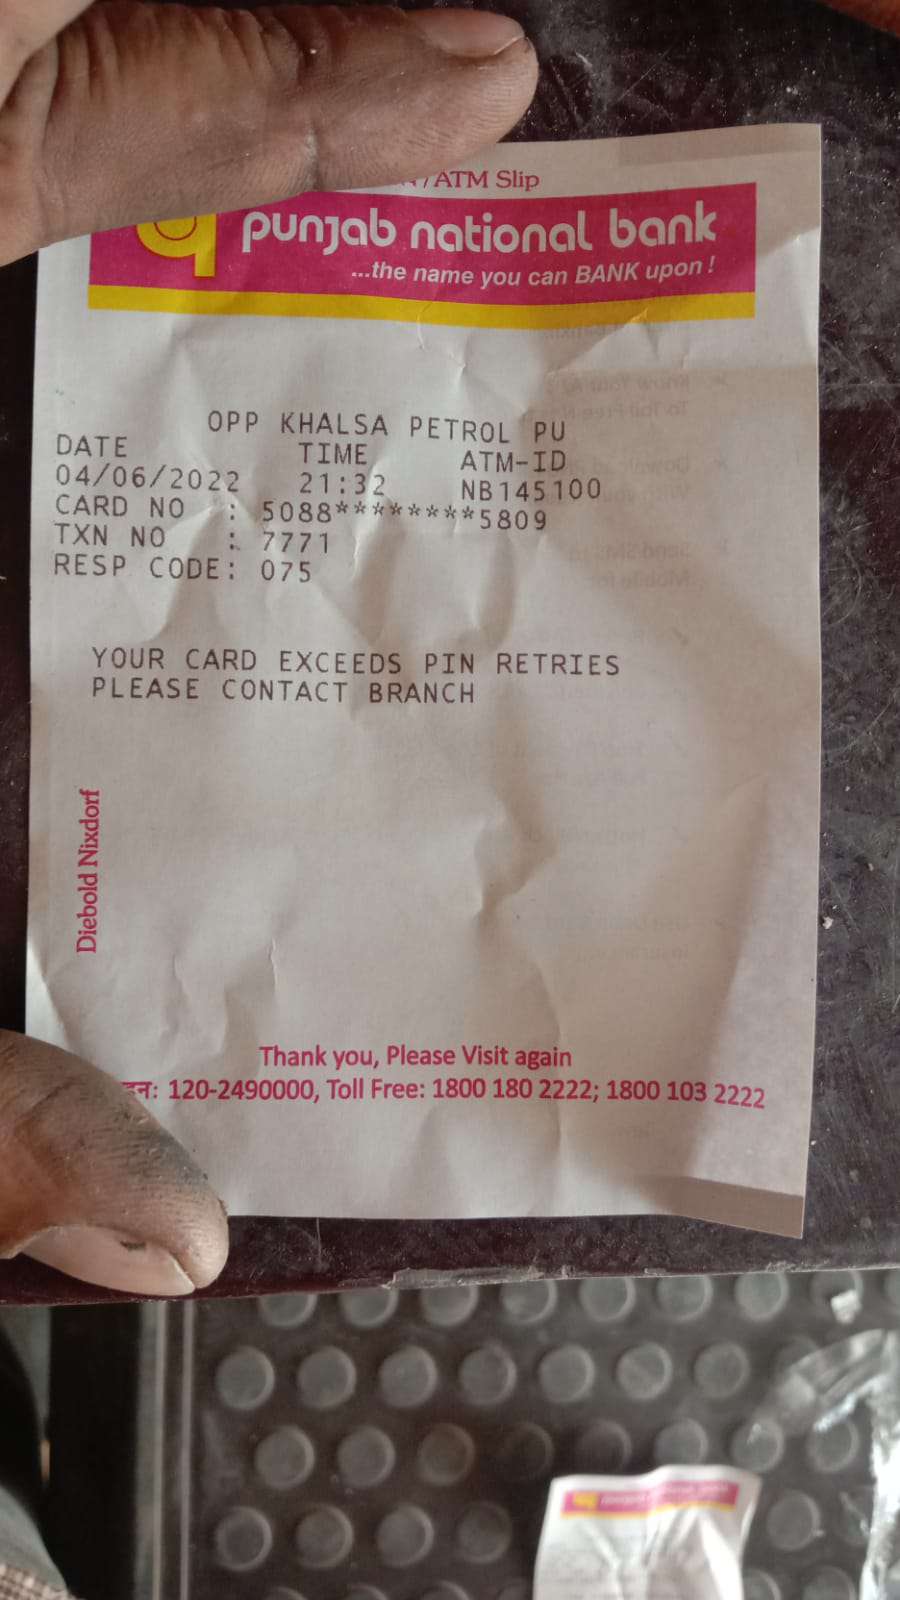 /ATM Slip
punjab national bank
...the name you can BANK upon !
OPP KHALSA PETROL PU
DATE TIME ATM-ID
04/06/2022 21:32 NB145100
CARD NO : 5088********5809
TXN NO : 7771
RESP CODE: 075
YOUR CARD EXCEEDS PIN RETRIES
PLEASE CONTACT BRANCH
Diebold Nixdorf
Thank you, Please Visit again
120-2490000, Toll Free: 1800 180 2222; 1800 103 2222